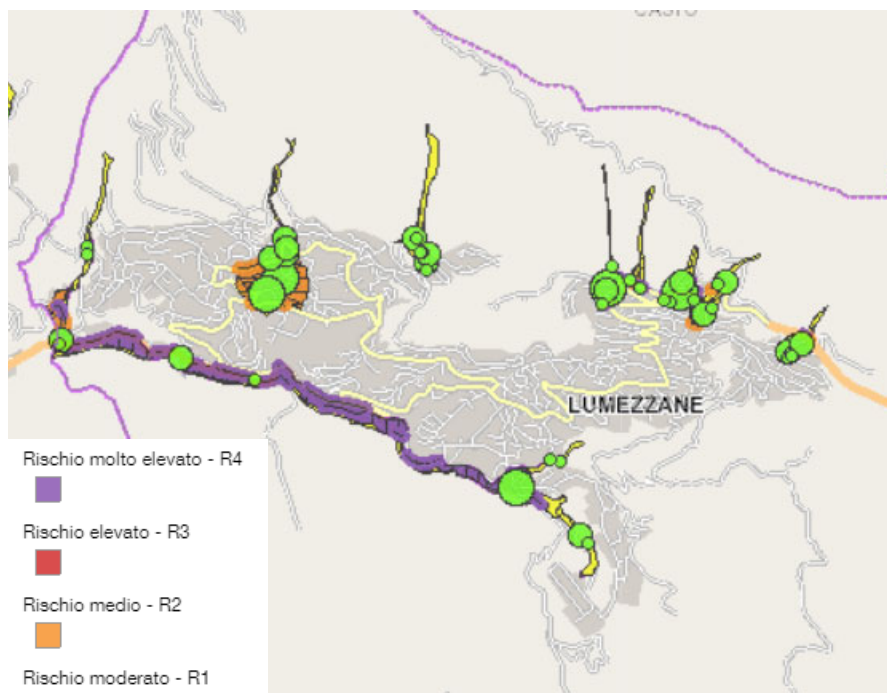 LUMEZZANE
Rischio molto elevato - R4
Rischio elevato - R3
Rischio medio - R2
Rischio moderato - R1